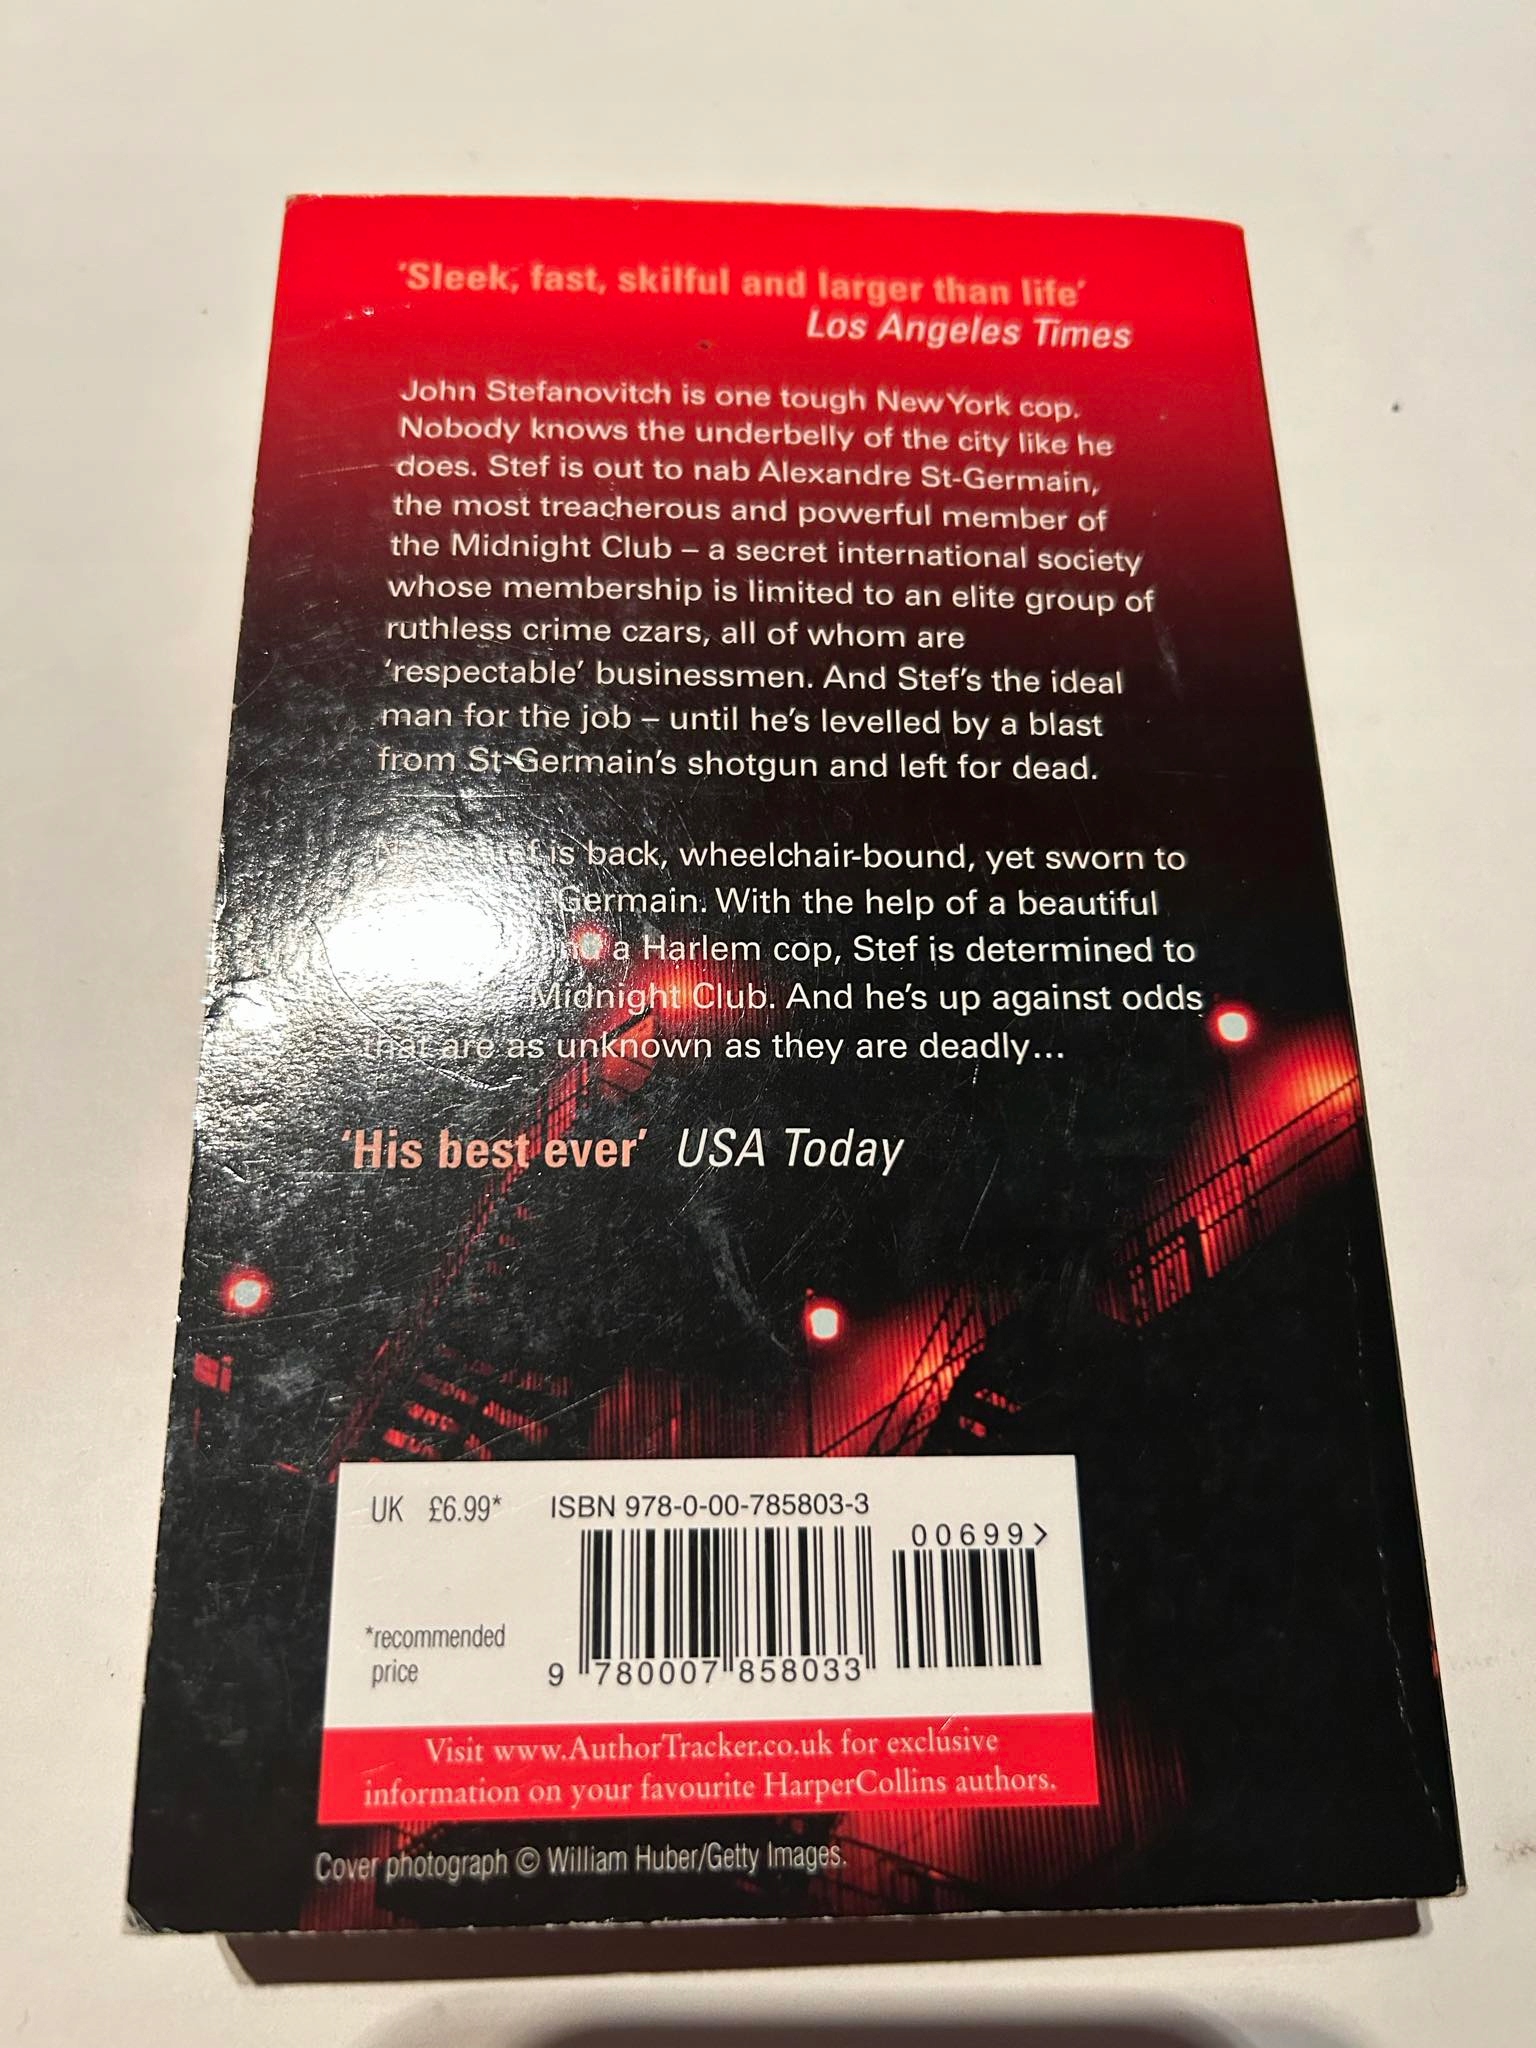 'Sleek, fast, skilful and larger than life'
Los Angeles Times
John Stefanovitch is one tough New York cop.
Nobody knows the underbelly of the city like he
does. Stef is out to nab Alexandre St-Germain,
the most treacherous and powerful member of
the Midnight Club – a secret international society
whose membership is limited to an elite group of
ruthless crime czars, all of whom are
'respectable' businessmen. And Stef's the ideal
man for the job – until he's levelled by a blast
from St-Germain's shotgun and left for dead.
is back, wheelchair-bound, yet sworn to
Germain. With the help of a beautiful
a Harlem cop, Stef is determined to
Midnight Club. And he's up against odds
that are as unknown as they are deadly...
'His best ever' USA Today
UK £6.99* ISBN 978-0-00-785803-3
00699>
*recommended
price
9 780007 858033
Visit www.AuthorTracker.co.uk for exclusive
information on your favourite HarperCollins authors.
Cover photograph © William Huber/Getty Images.